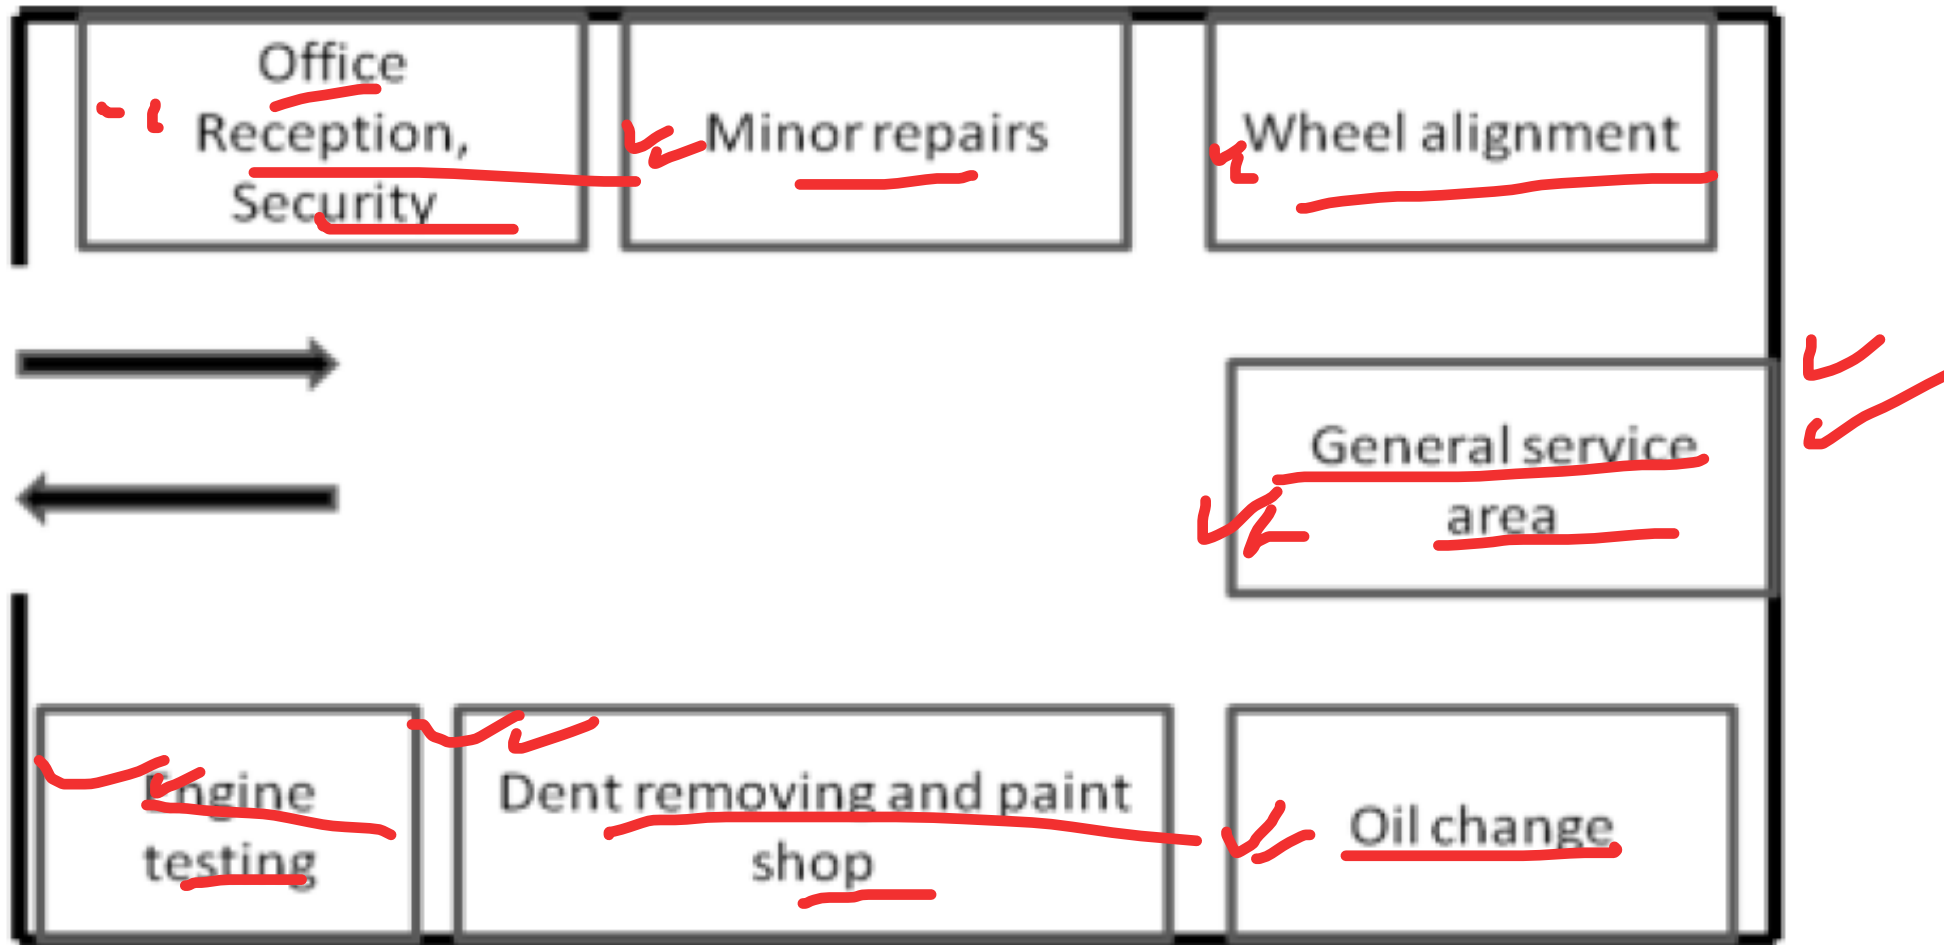 Office
Reception,
Security
Minor repairs
Wheel alignment
General service
area
Engine
testing
Dent removing and paint
shop
Oil change